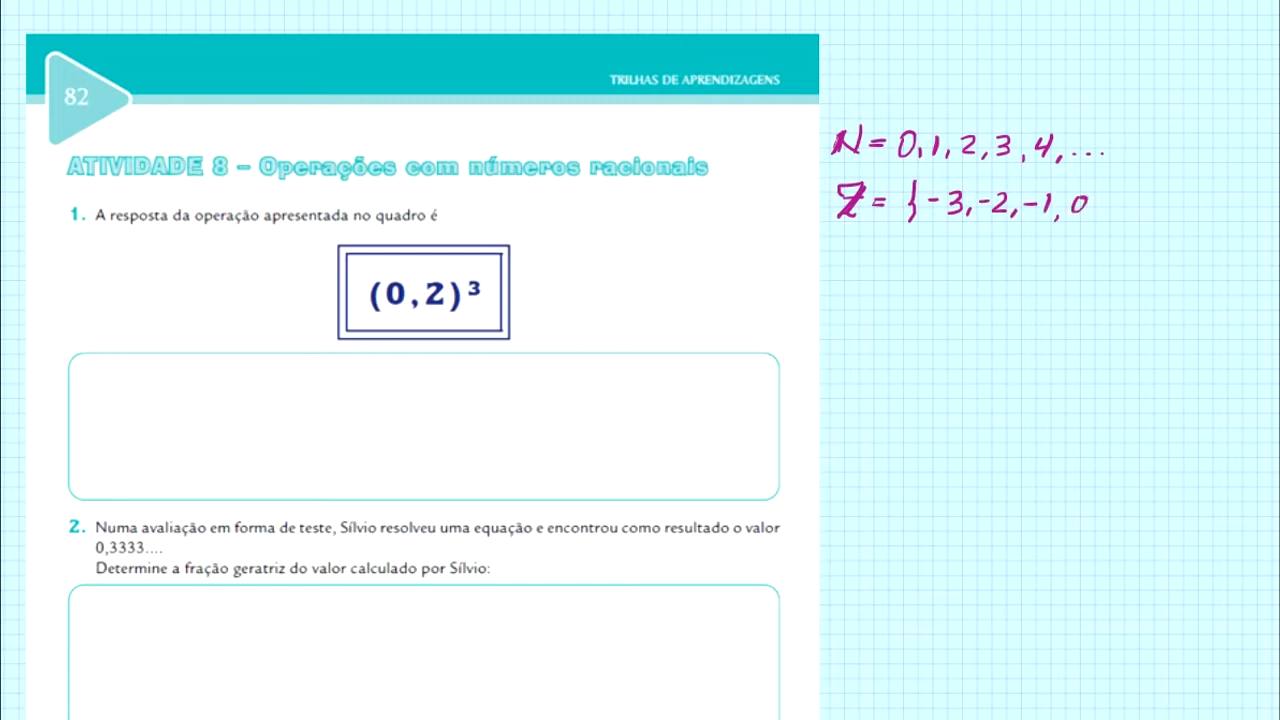 TRILHAS DE APRENDIZAGENS
82
ATIVIDADE 8 – Operações com números racionais
1. A resposta da operação apresentada no quadro é
(0,2)³
2. Numa avaliação em forma de teste, Sílvio resolveu uma equação e encontrou como resultado o valor
0,3333....
Determine a fração geratriz do valor calculado por Sílvio:
N = 0, 1, 2, 3, 4, ...
Z = } -3, -2, -1, 0